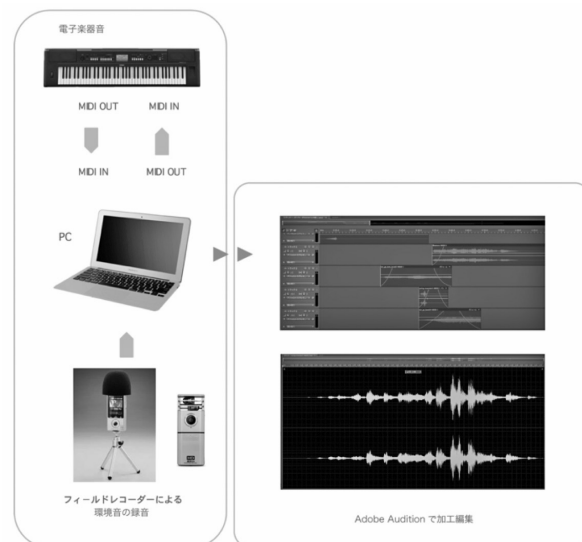 電子楽器音
MIDI OUT MIDI IN
MIDI IN MIDI OUT
PC
フィールドレコーダーによる
環境音の録音
Adobe Audition で加工編集